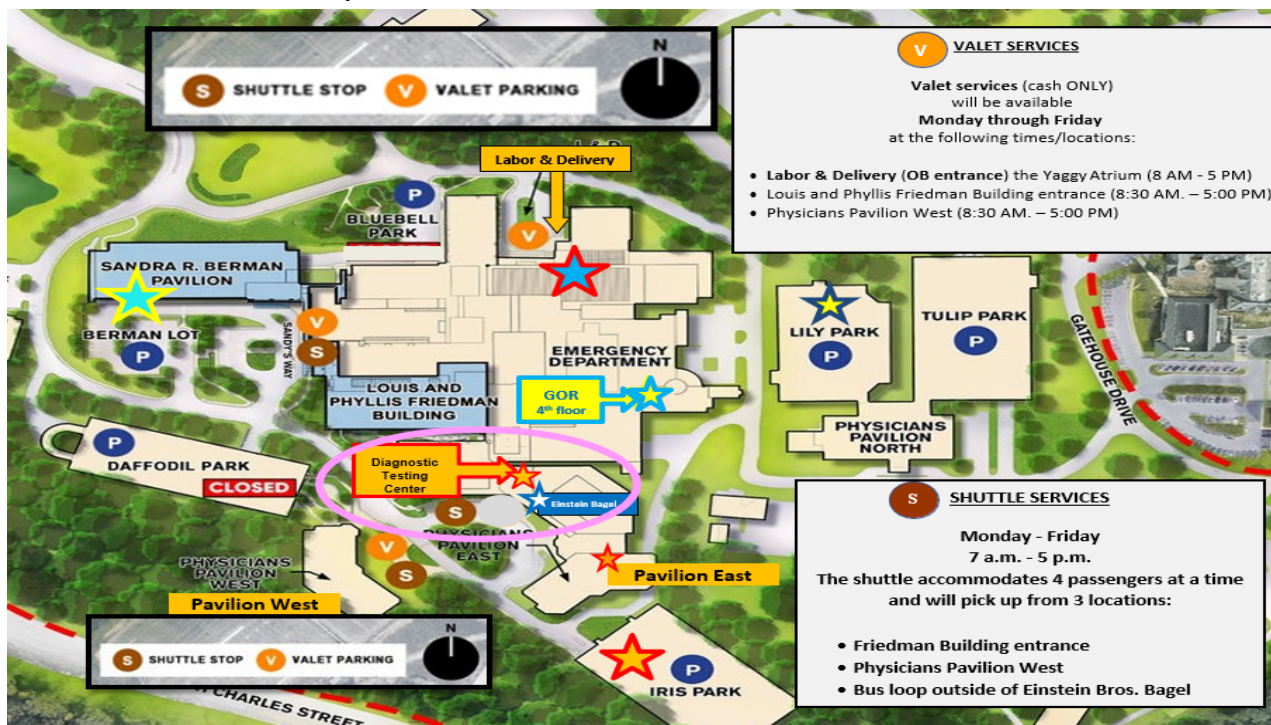 N
S SHUTTLE STOP V VALET PARKING
V VALET SERVICES
Valet services (cash ONLY)
will be available
Monday through Friday
at the following times/locations:
• Labor & Delivery (OB entrance) the Yaggy Atrium (8 AM - 5 PM)
• Louis and Phyllis Friedman Building entrance (8:30 AM. – 5:00 PM)
• Physicians Pavilion West (8:30 AM. – 5:00 PM)
Labor & Delivery
P
BLUEBELL
PARK
V
SANDRA R. BERMAN
PAVILION
BERMAN LOT
P
SANDY'S WAY
V
S
LOUIS AND
PHYLLIS FRIEDMAN
BUILDING
EMERGENCY
DEPARTMENT
GOR
4th floor
LILY PARK
P
TULIP PARK
P
GATEHOUSE DRIVE
PHYSICIANS
PAVILION
NORTH
P
DAFFODIL PARK
CLOSED
Diagnostic
Testing
Center
Einstein Bagel
S
PHYSICIANS
PAVILION
EAST
V
S
PHYSICIANS
PAVILION
WEST
Pavilion West
Pavilion East
P
IRIS PARK
N
S SHUTTLE STOP V VALET PARKING
CHARLES STREET
S SHUTTLE SERVICES
Monday - Friday
7 a.m. - 5 p.m.
The shuttle accommodates 4 passengers at a time
and will pick up from 3 locations:
• Friedman Building entrance
• Physicians Pavilion West
• Bus loop outside of Einstein Bros. Bagel